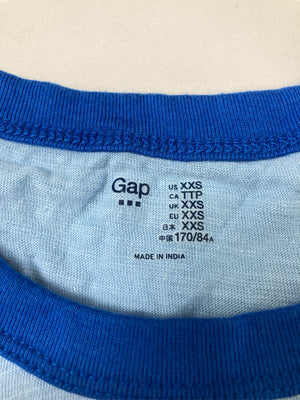 Gap
US XXS
CA TTP
UK XXS
EU XXS
日本 XXS
中国 170/84A
MADE IN INDIA